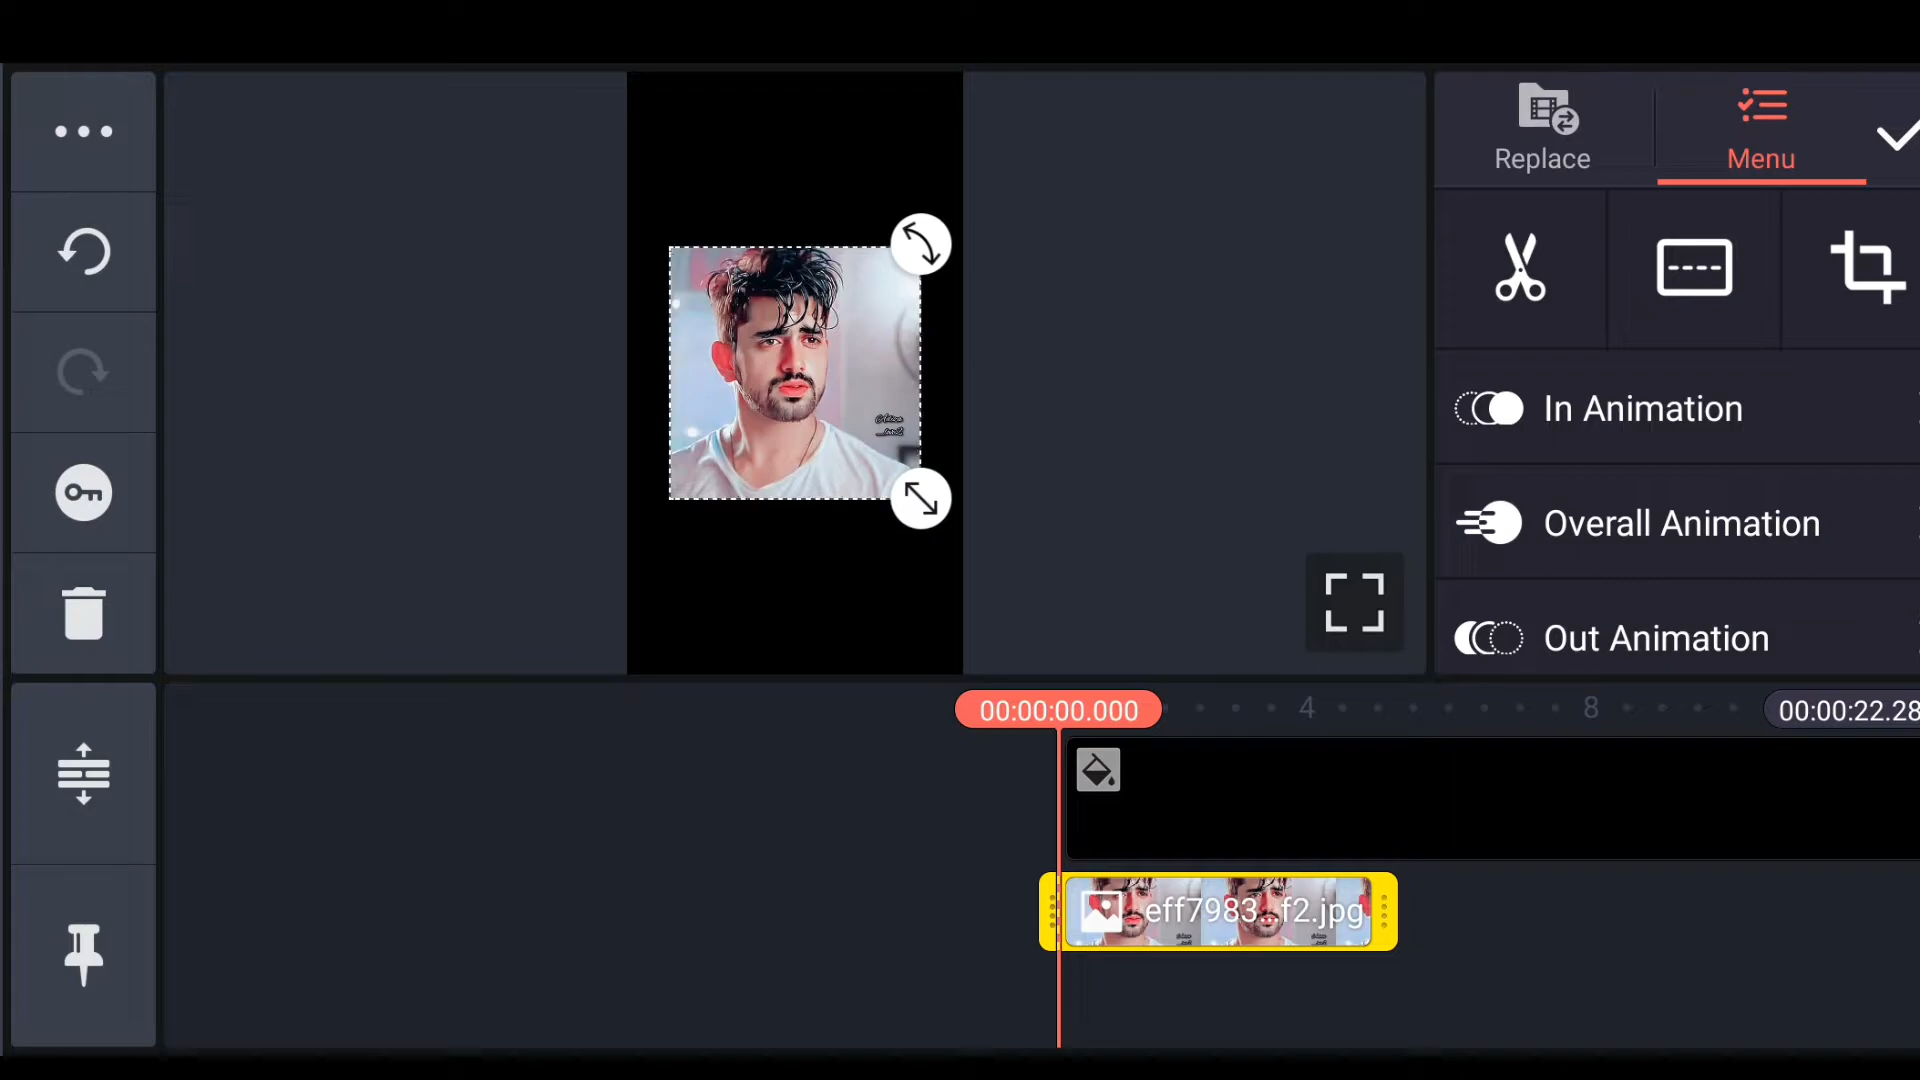 Replace
Menu
In Animation
Overall Animation
Out Animation
00:00:00.000
4
8
00:00:22.28
eff7983...f2.jpg